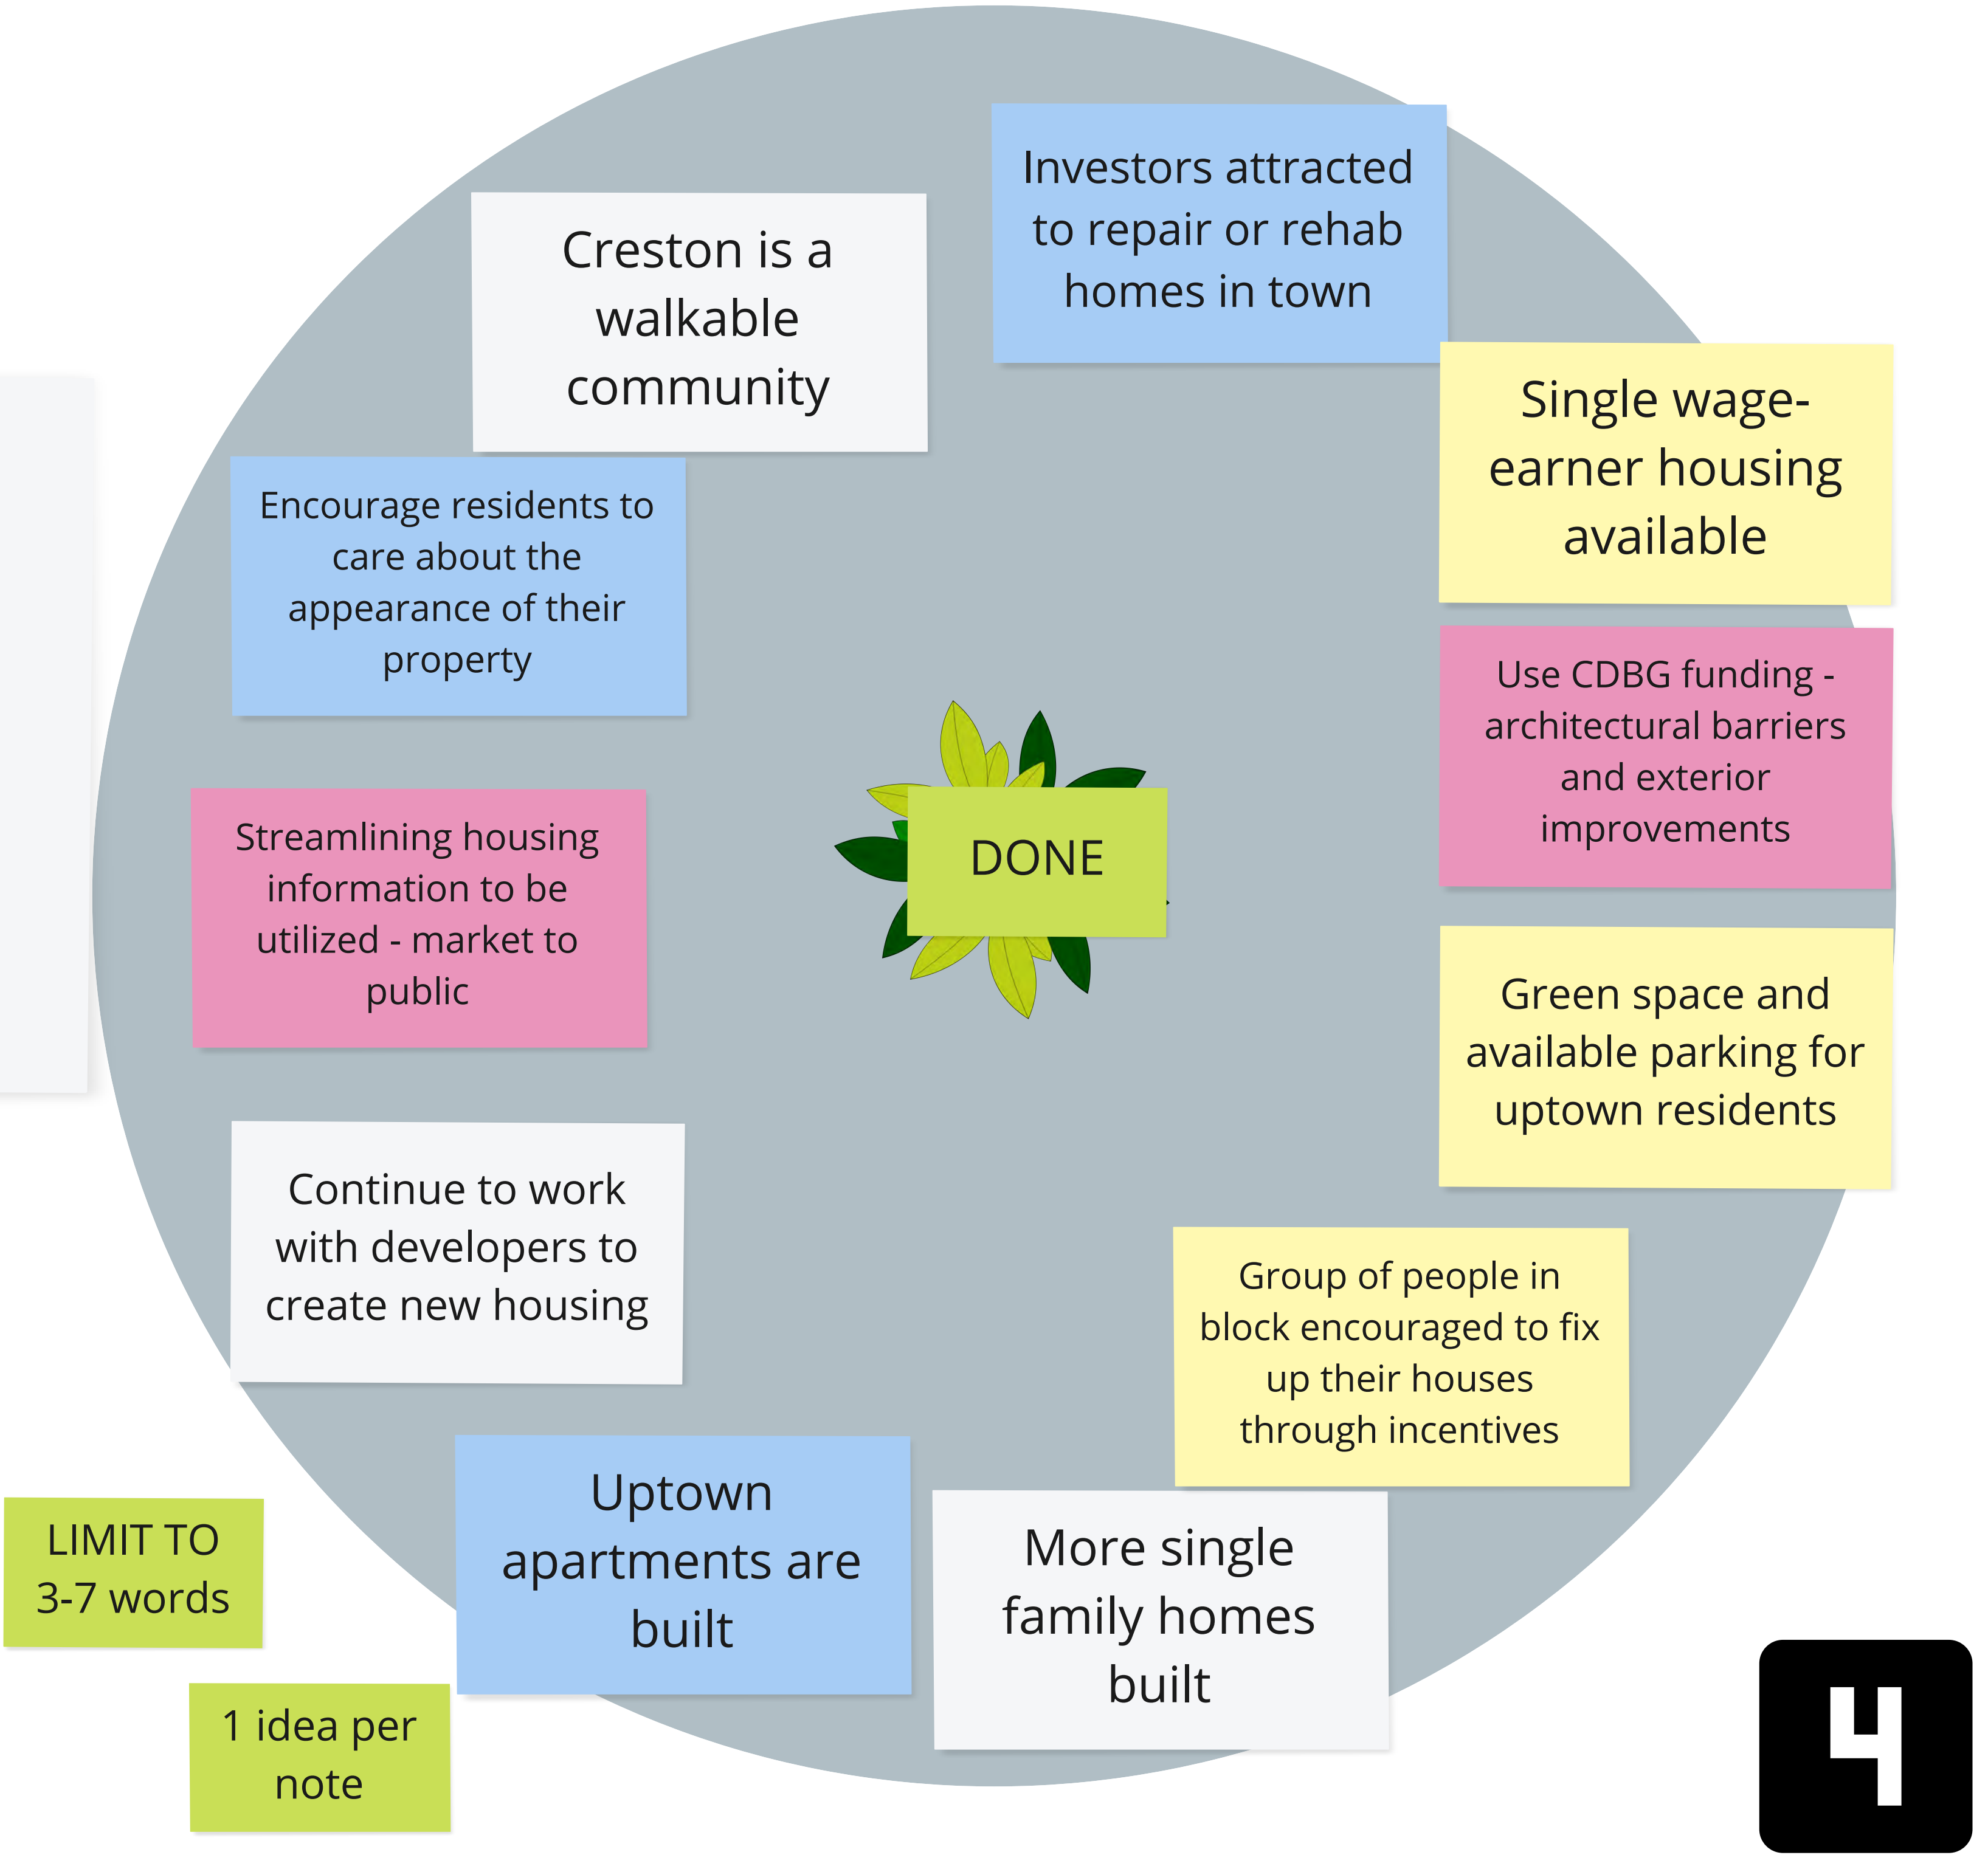 Investors attracted
to repair or rehab
homes in town
Creston is a
walkable
community
Single wage-
earner housing
available
Encourage residents to
care about the
appearance of their
property
Use CDBG funding -
architectural barriers
and exterior
improvements
Streamlining housing
information to be
utilized - market to
public
DONE
Green space and
available parking for
uptown residents
Continue to work
with developers to
create new housing
Group of people in
block encouraged to fix
up their houses
through incentives
Uptown
apartments are
built
More single
family homes
built
LIMIT TO
3-7 words
1 idea per
note
4